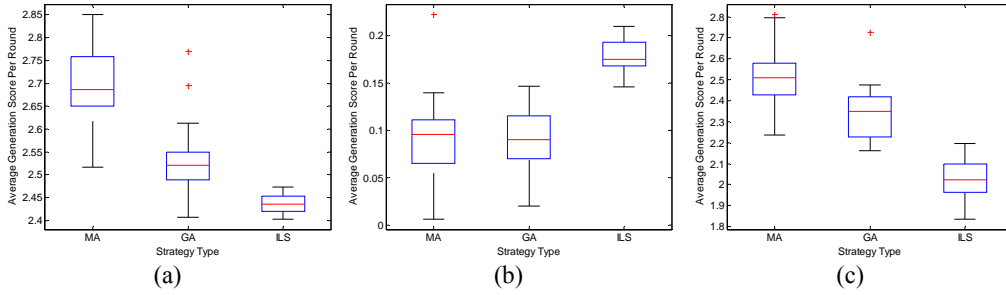 2.85
2.8
2.75
2.7
2.65
2.6
2.55
2.5
2.45
2.4
Average Generation Score Per Round
MA GA ILS
Strategy Type
(a)
0.2
0.15
0.1
0.05
0
Average Generation Score Per Round
MA GA ILS
Strategy Type
(b)
2.8
2.7
2.6
2.5
2.4
2.3
2.2
2.1
2
1.9
1.8
Average Generation Score Per Round
MA GA ILS
Strategy Type
(c)